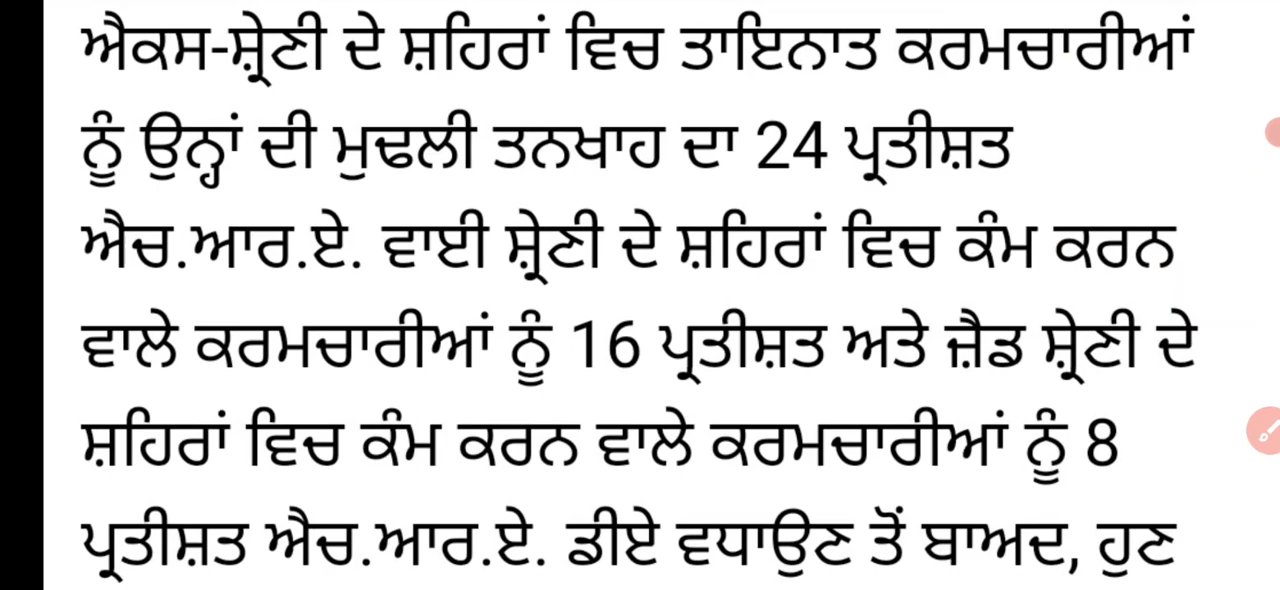 ਐਕਸ-ਸ਼੍ਰੇਣੀ ਦੇ ਸ਼ਹਿਰਾਂ ਵਿਚ ਤਾਇਨਾਤ ਕਰਮਚਾਰੀਆਂ
ਨੂੰ ਉਨ੍ਹਾਂ ਦੀ ਮੁਢਲੀ ਤਨਖਾਹ ਦਾ 24 ਪ੍ਰਤੀਸ਼ਤ
ਐਚ.ਆਰ.ਏ. ਵਾਈ ਸ਼੍ਰੇਣੀ ਦੇ ਸ਼ਹਿਰਾਂ ਵਿਚ ਕੰਮ ਕਰਨ
ਵਾਲੇ ਕਰਮਚਾਰੀਆਂ ਨੂੰ 16 ਪ੍ਰਤੀਸ਼ਤ ਅਤੇ ਜ਼ੈਡ ਸ਼੍ਰੇਣੀ ਦੇ
ਸ਼ਹਿਰਾਂ ਵਿਚ ਕੰਮ ਕਰਨ ਵਾਲੇ ਕਰਮਚਾਰੀਆਂ ਨੂੰ 8
ਪ੍ਰਤੀਸ਼ਤ ਐਚ.ਆਰ.ਏ. ਡੀਏ ਵਧਾਉਣ ਤੋਂ ਬਾਅਦ, ਹੁਣ